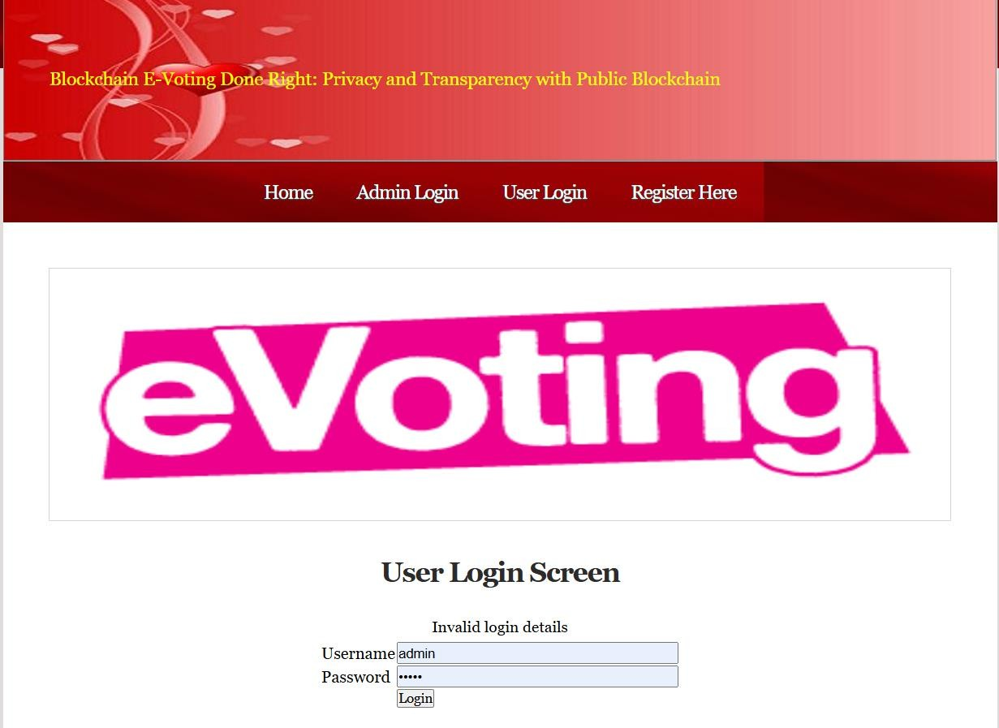 Blockchain E-Voting Done Right: Privacy and Transparency with Public Blockchain
Home Admin Login User Login Register Here
eVoting
User Login Screen
Invalid login details
Username admin
Password •••••
Login